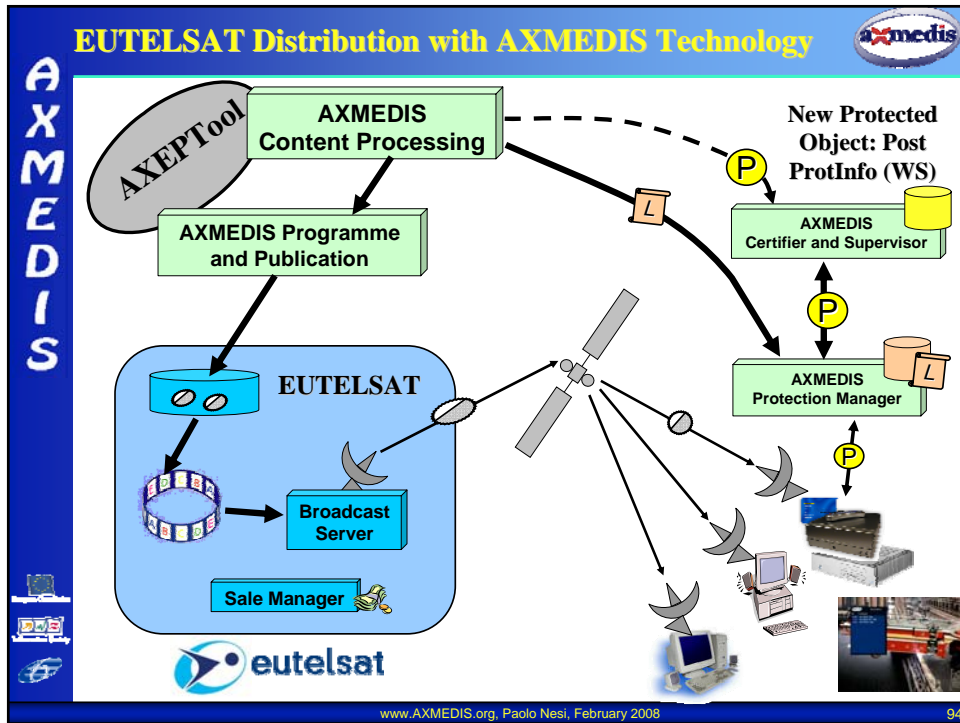 EUTELSAT Distribution with AXMEDIS Technology
axmedis
AXMEDIS
AXEPTool
AXMEDIS
Content Processing
New Protected
Object: Post
ProtInfo (WS)
P
L
AXMEDIS Programme
and Publication
AXMEDIS
Certifier and Supervisor
P
EUTELSAT
AXMEDIS
Protection Manager
L
P
E D C B A
A B C D E
Broadcast
Server
Sale Manager
eutelsat
www.AXMEDIS.org, Paolo Nesi, February 2008
94